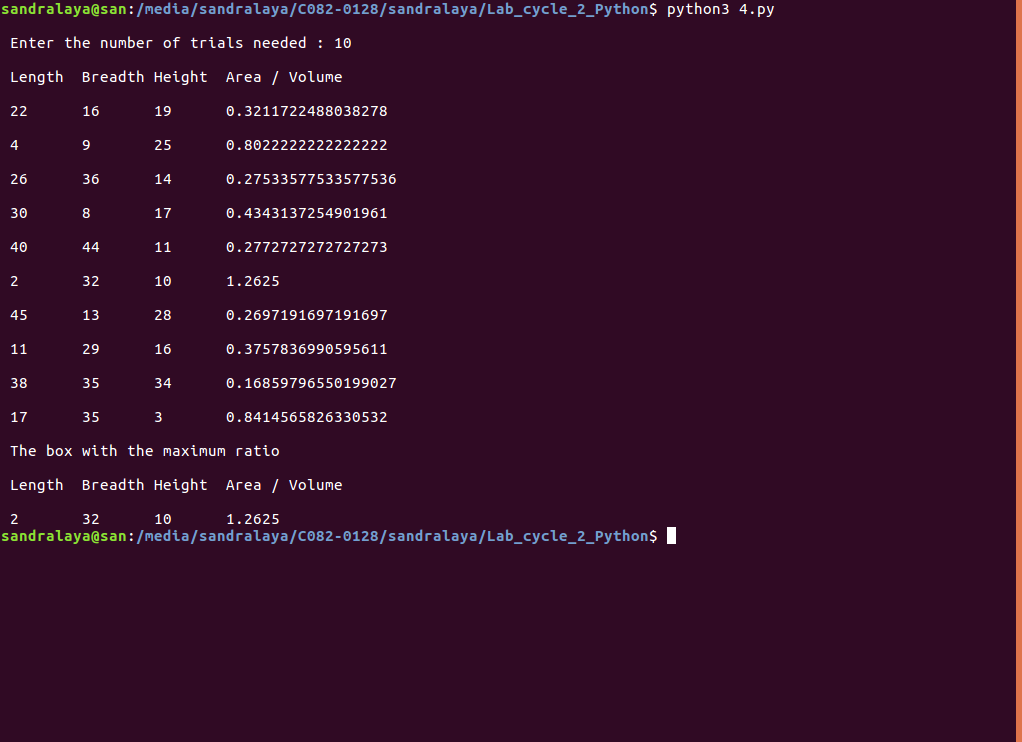 sandralaya@san:/media/sandralaya/C082-0128/sandralaya/Lab_cycle_2_Python$ python3 4.py
Enter the number of trials needed : 10
Length  Breadth Height  Area / Volume
22      16      19      0.3211722488038278
4       9       25      0.8022222222222222
26      36      14      0.27533577533577536
30      8       17      0.4343137254901961
40      44      11      0.2772727272727273
2       32      10      1.2625
45      13      28      0.2697191697191697
11      29      16      0.3757836990595611
38      35      34      0.16859796550199027
17      35      3       0.8414565826330532
The box with the maximum ratio
Length  Breadth Height  Area / Volume
2       32      10      1.2625
sandralaya@san:/media/sandralaya/C082-0128/sandralaya/Lab_cycle_2_Python$